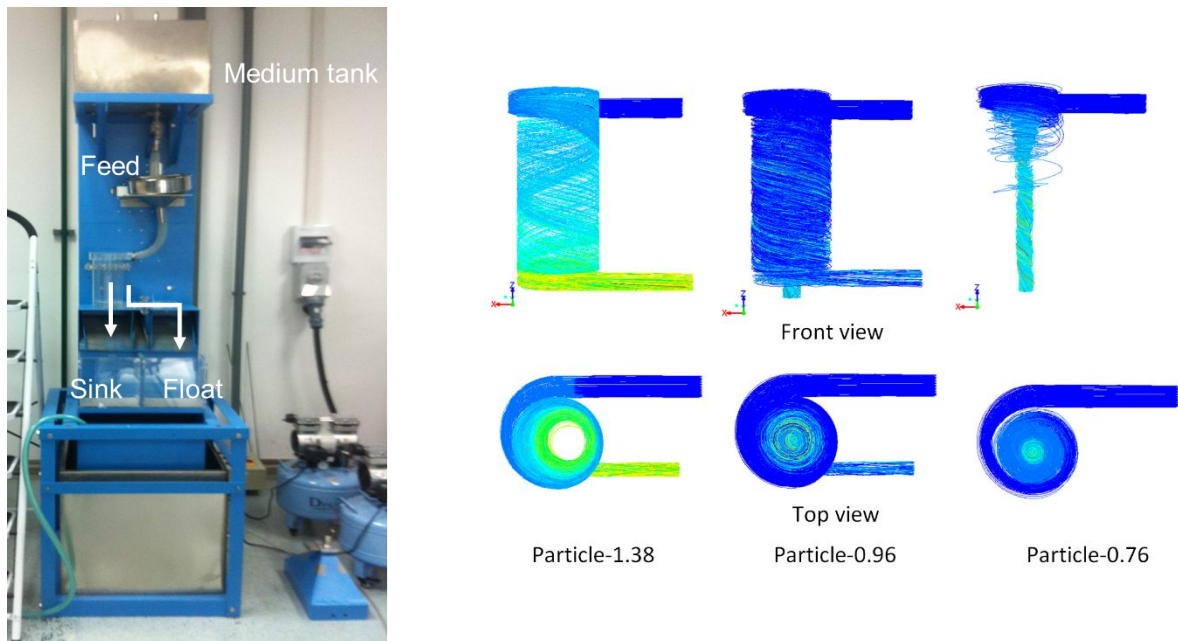 Medium tank
Feed
Sink
Float
Z
X
Z
X
Z
X
Front view
Top view
Particle-1.38
Particle-0.96
Particle-0.76